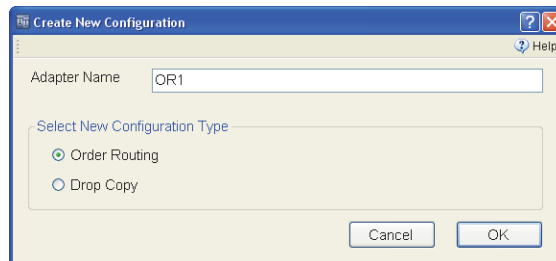 Create New Configuration
Help
Adapter Name OR1
Select New Configuration Type
Order Routing
Drop Copy
Cancel OK